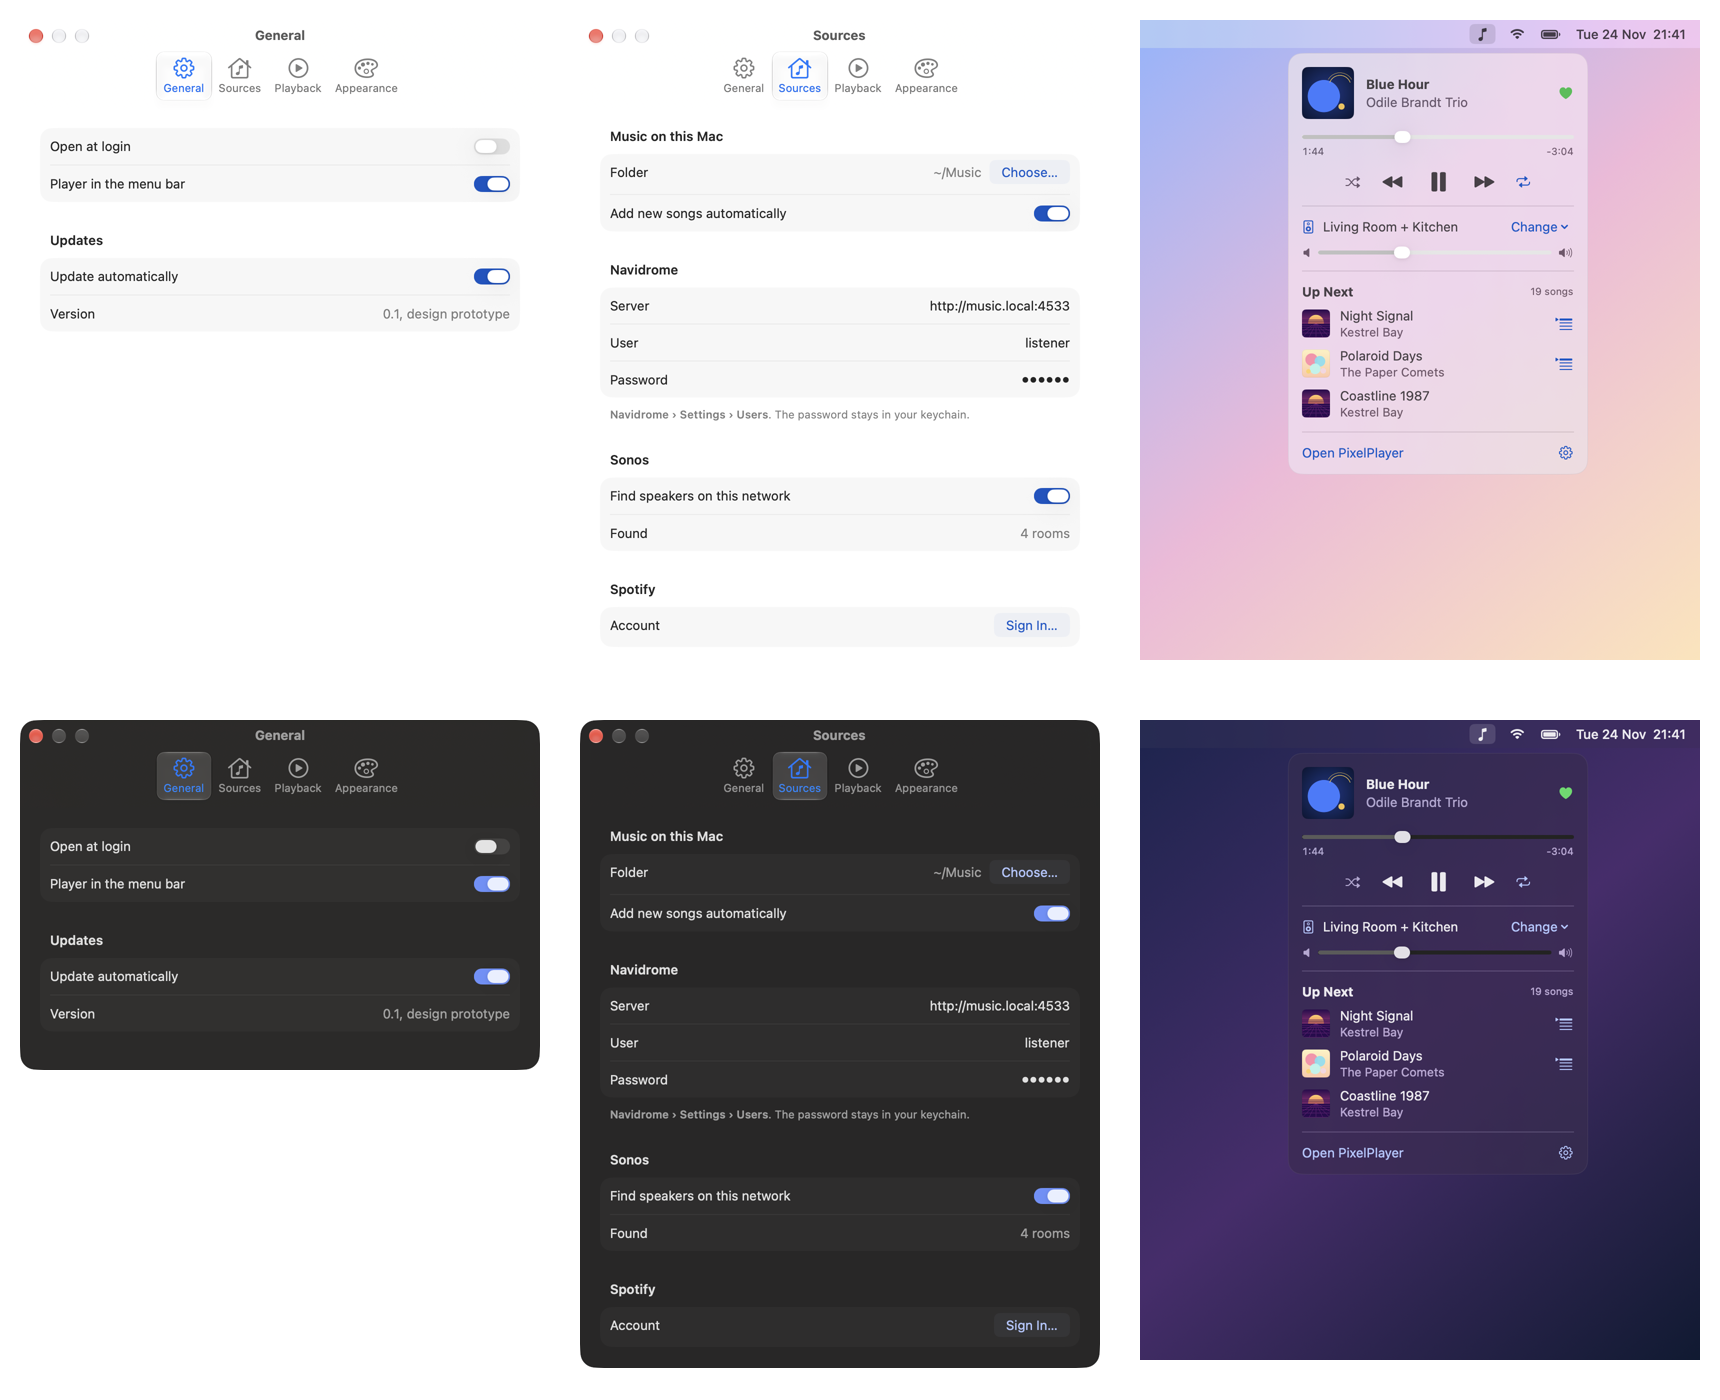 General
General Sources Playback Appearance
Open at login
Player in the menu bar
Updates
Update automatically
Version 0.1, design prototype
Sources
General Sources Playback Appearance
Music on this Mac
Folder ~/Music Choose...
Add new songs automatically
Navidrome
Server http://music.local:4533
User listener
Password ●●●●●●
Navidrome › Settings › Users. The password stays in your keychain.
Sonos
Find speakers on this network
Found 4 rooms
Spotify
Account Sign In...
Tue 24 Nov 21:41
Blue Hour
Odile Brandt Trio
1:44 -3:04
Living Room + Kitchen Change
Up Next 19 songs
Night Signal
Kestrel Bay
Polaroid Days
The Paper Comets
Coastline 1987
Kestrel Bay
Open PixelPlayer
General
General Sources Playback Appearance
Open at login
Player in the menu bar
Updates
Update automatically
Version 0.1, design prototype
Sources
General Sources Playback Appearance
Music on this Mac
Folder ~/Music Choose...
Add new songs automatically
Navidrome
Server http://music.local:4533
User listener
Password ●●●●●●
Navidrome › Settings › Users. The password stays in your keychain.
Sonos
Find speakers on this network
Found 4 rooms
Spotify
Account Sign In...
Tue 24 Nov 21:41
Blue Hour
Odile Brandt Trio
1:44 -3:04
Living Room + Kitchen Change
Up Next 19 songs
Night Signal
Kestrel Bay
Polaroid Days
The Paper Comets
Coastline 1987
Kestrel Bay
Open PixelPlayer